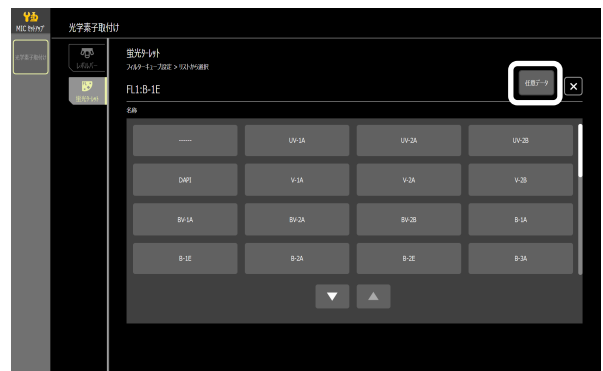 MIC ｾｯﾄｱｯﾌﾟ
光学素子取付け
光学素子取付け
レボルバー
蛍光ﾀｰﾚｯﾄ
蛍光ﾀｰﾚｯﾄ
フィルターキューブ設定 > リストから選択
FL1:B-1E
任意データ
名称
-----
UV-1A
UV-2A
UV-2B
DAPI
V-1A
V-2A
V-2B
BV-1A
BV-2A
BV-2B
B-1A
B-1E
B-2A
B-2E
B-3A